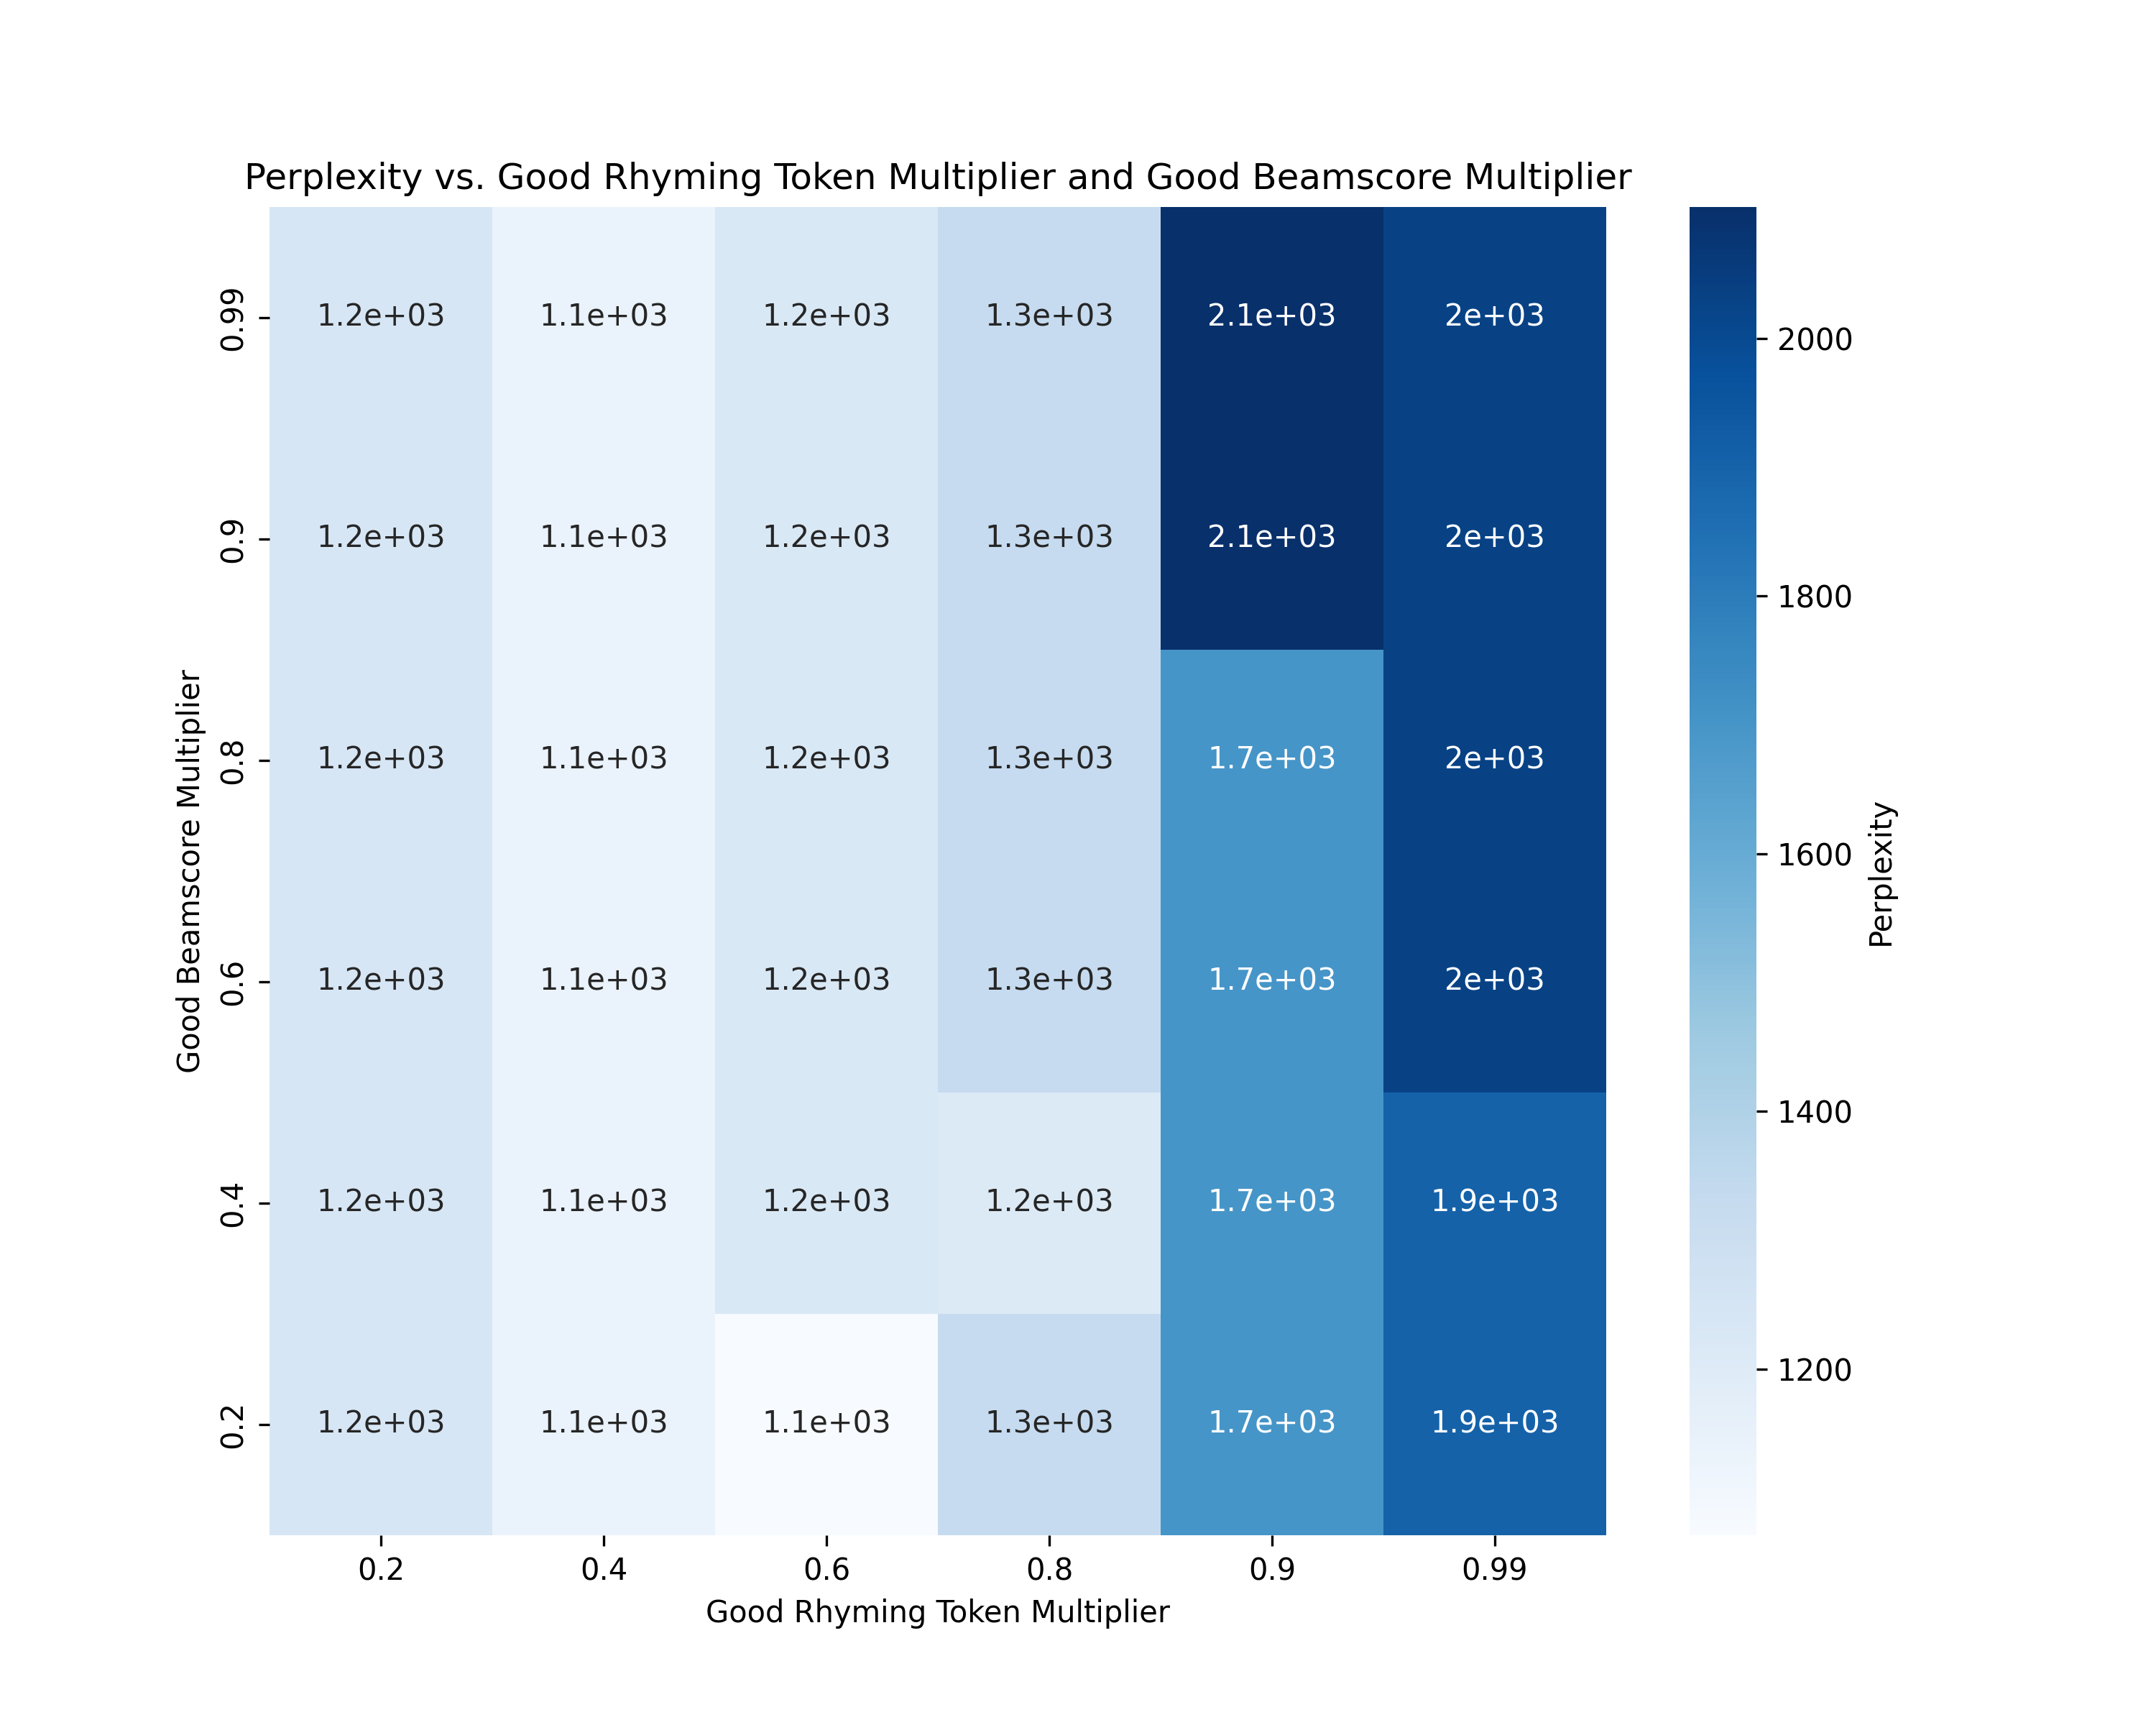 Perplexity vs. Good Rhyming Token Multiplier and Good Beamscore Multiplier
0.99 1.2e+03 1.1e+03 1.2e+03 1.3e+03 2.1e+03 2e+03
0.9 1.2e+03 1.1e+03 1.2e+03 1.3e+03 2.1e+03 2e+03
0.8 1.2e+03 1.1e+03 1.2e+03 1.3e+03 1.7e+03 2e+03
0.6 1.2e+03 1.1e+03 1.2e+03 1.3e+03 1.7e+03 2e+03
0.4 1.2e+03 1.1e+03 1.2e+03 1.2e+03 1.7e+03 1.9e+03
0.2 1.2e+03 1.1e+03 1.1e+03 1.3e+03 1.7e+03 1.9e+03
Good Beamscore Multiplier
0.2 0.4 0.6 0.8 0.9 0.99
Good Rhyming Token Multiplier
2000
1800
1600
1400
1200
Perplexity